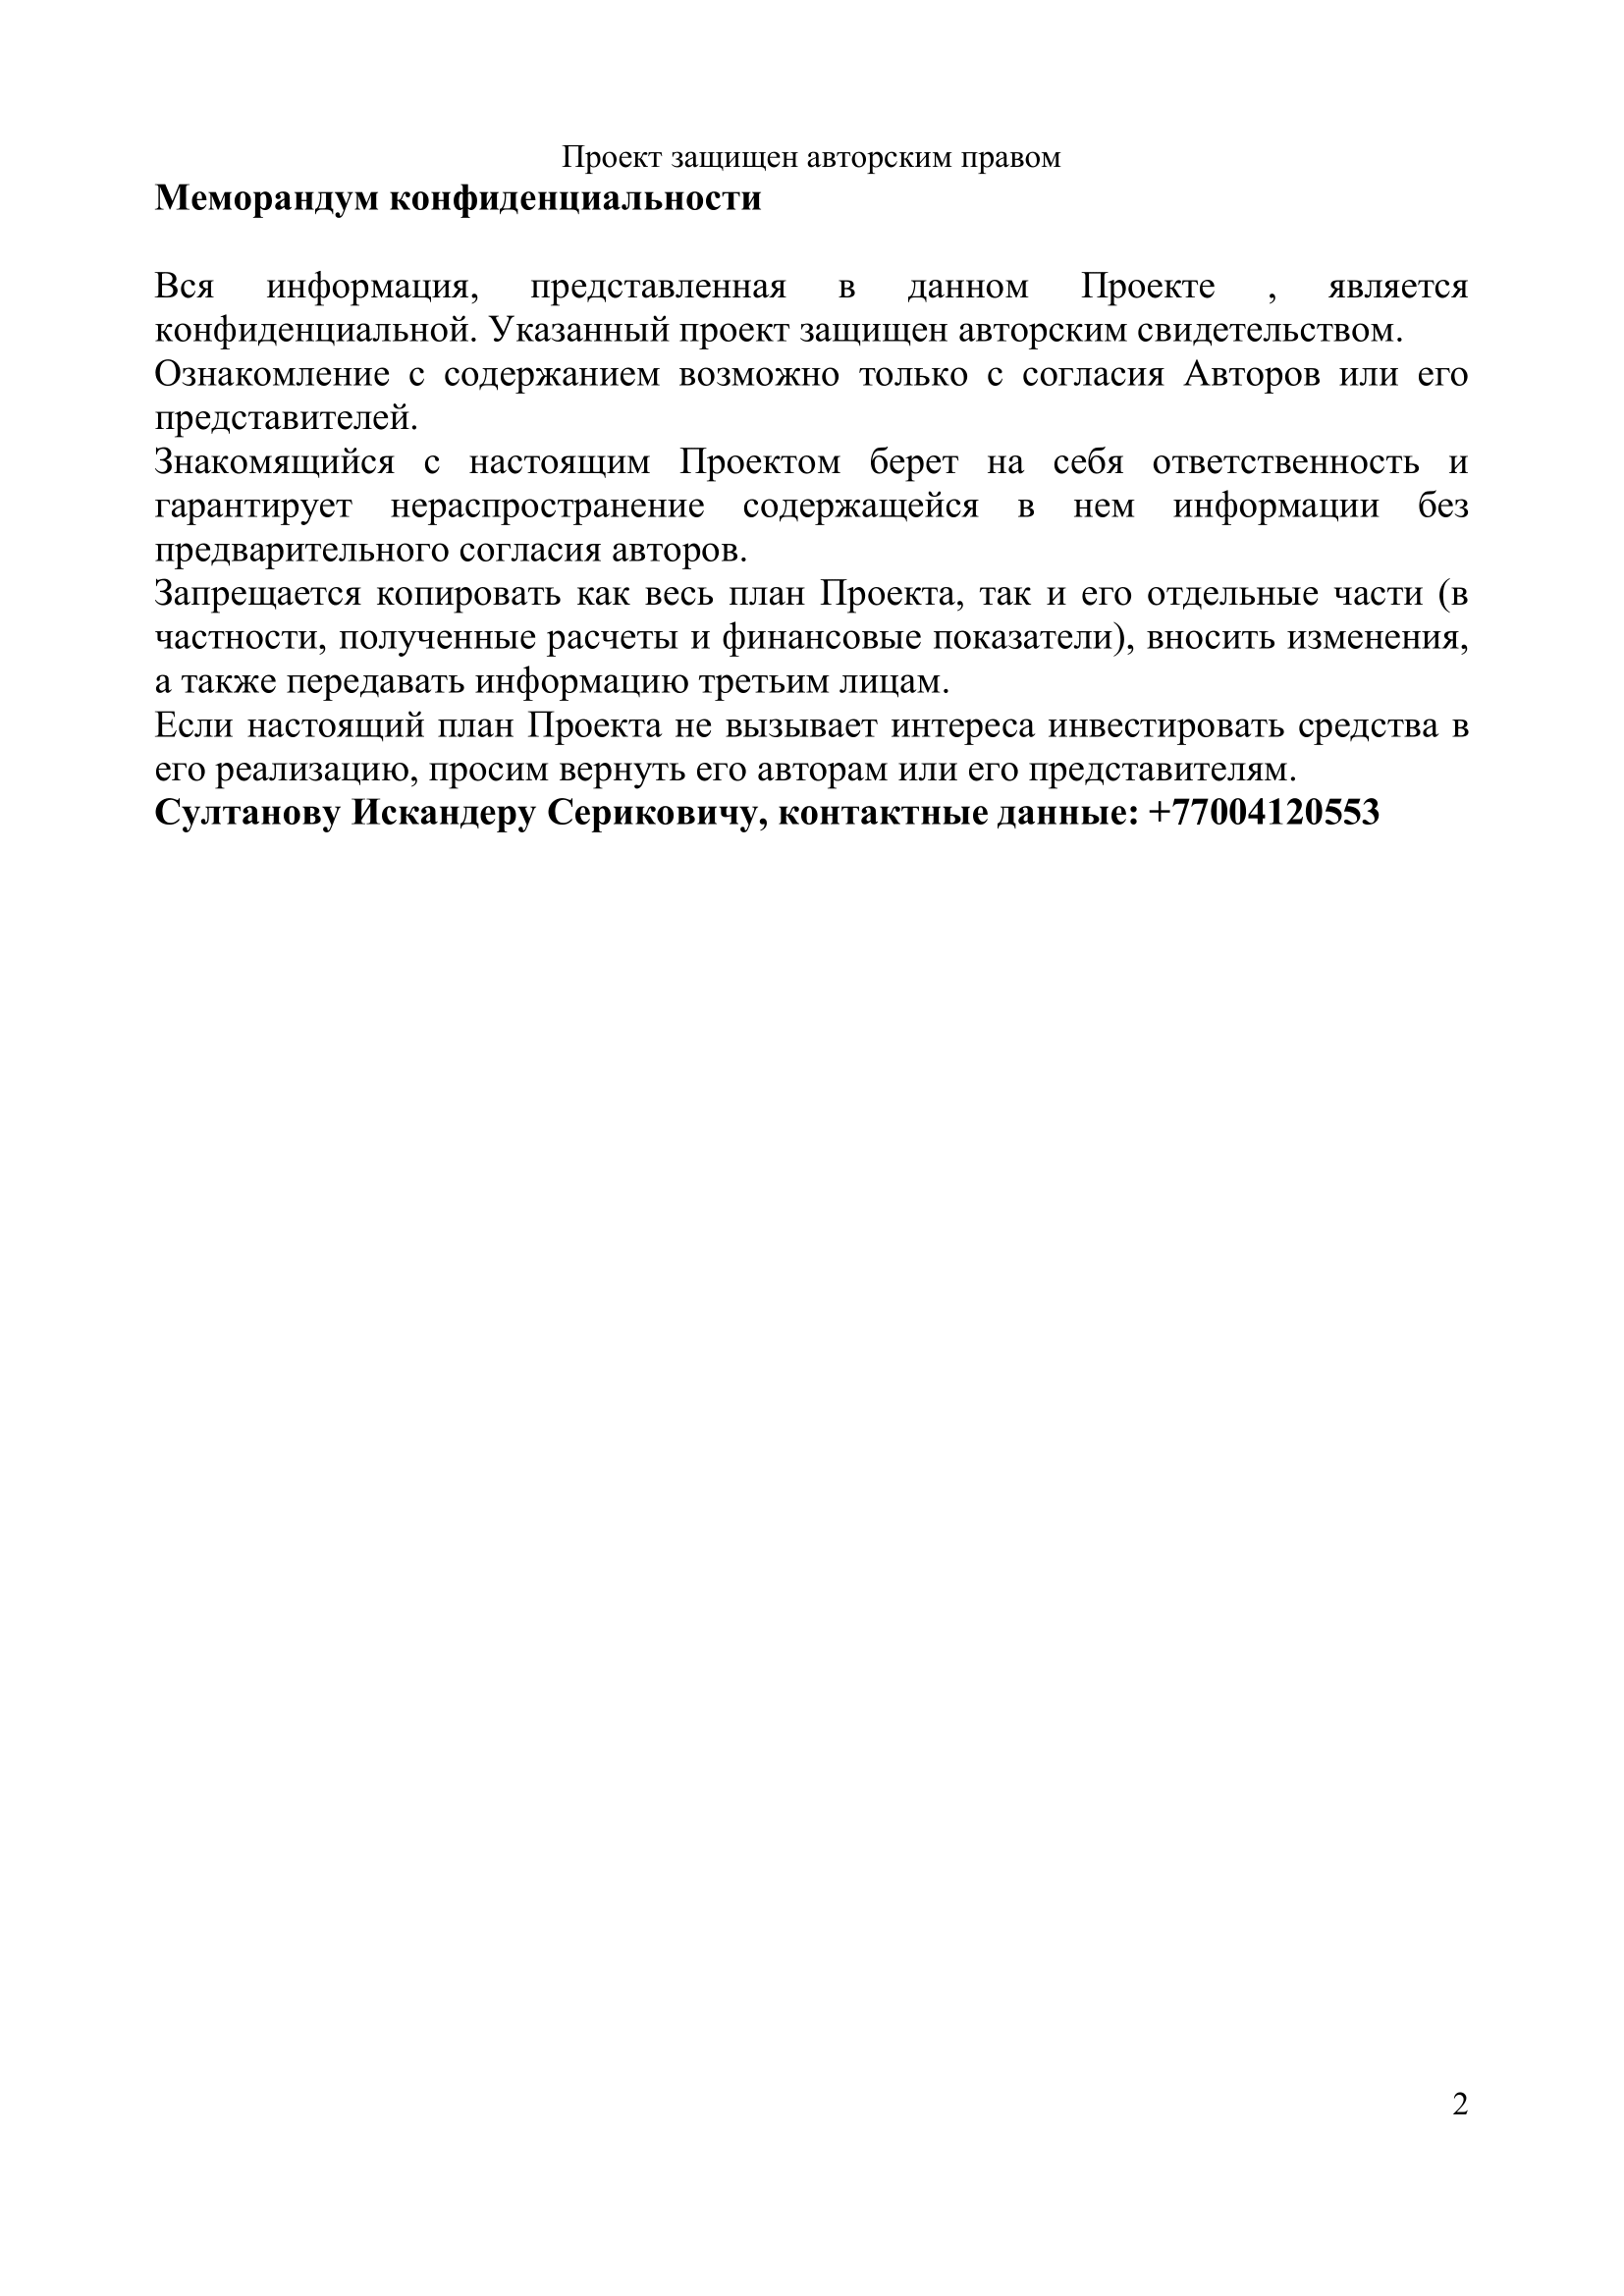 Проект защищен авторским правом
Меморандум конфиденциальности
Вся информация, представленная в данном Проекте , является
конфиденциальной. Указанный проект защищен авторским свидетельством.
Ознакомление с содержанием возможно только с согласия Авторов или его
представителей.
Знакомящийся с настоящим Проектом берет на себя ответственность и
гарантирует нераспространение содержащейся в нем информации без
предварительного согласия авторов.
Запрещается копировать как весь план Проекта, так и его отдельные части (в
частности, полученные расчеты и финансовые показатели), вносить изменения,
а также передавать информацию третьим лицам.
Если настоящий план Проекта не вызывает интереса инвестировать средства в
его реализацию, просим вернуть его авторам или его представителям.
Султанову Искандеру Сериковичу, контактные данные: +77004120553
2